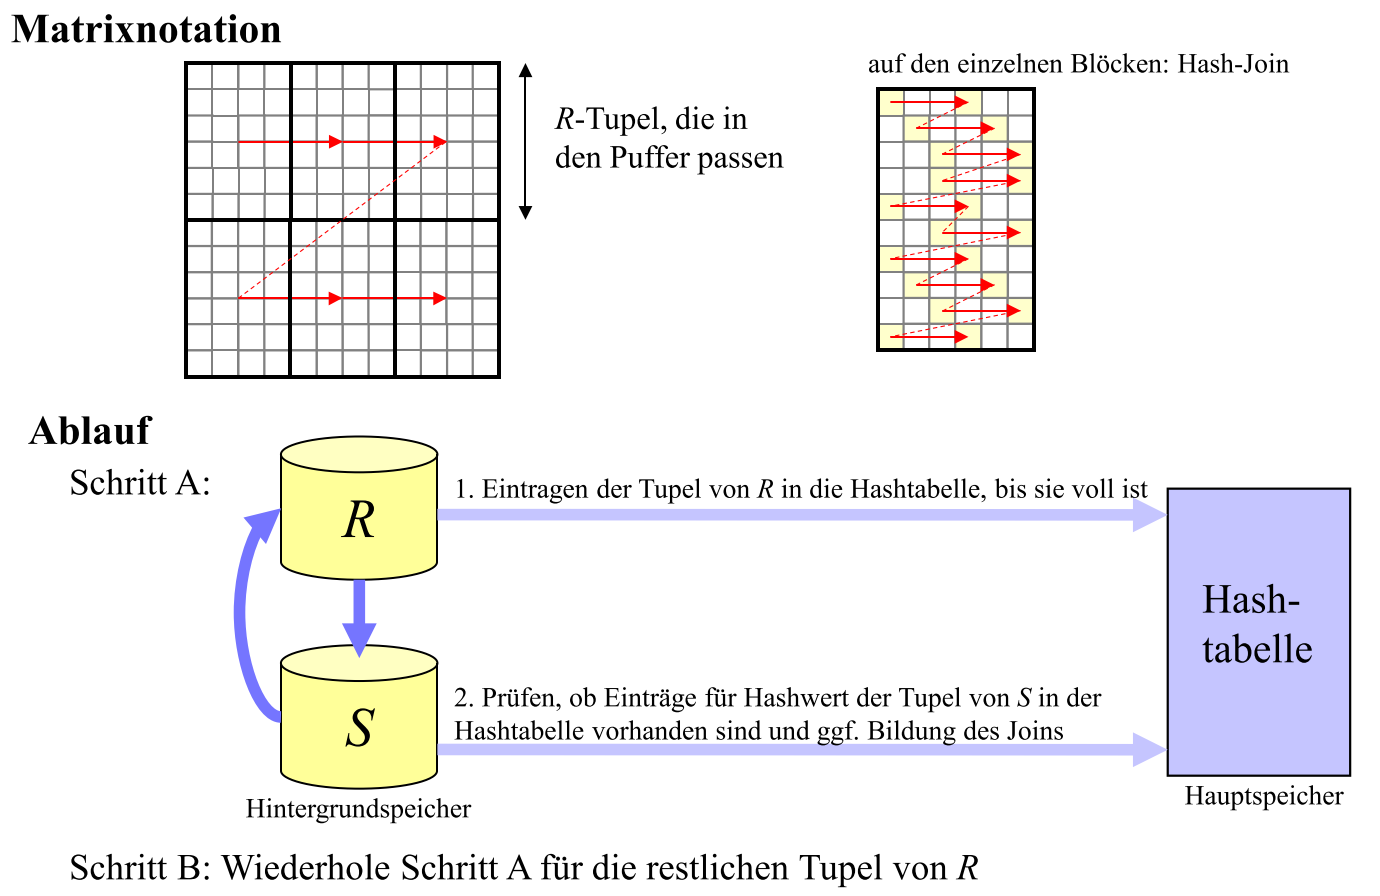 Matrixnotation
auf den einzelnen Blöcken: Hash-Join
R-Tupel, die in
den Puffer passen
Ablauf
Schritt A:
R
1. Eintragen der Tupel von R in die Hashtabelle, bis sie voll ist
Hash-
tabelle
2. Prüfen, ob Einträge für Hashwert der Tupel von S in der
Hashtabelle vorhanden sind und ggf. Bildung des Joins
S
Hintergrundspeicher
Hauptspeicher
Schritt B: Wiederhole Schritt A für die restlichen Tupel von R